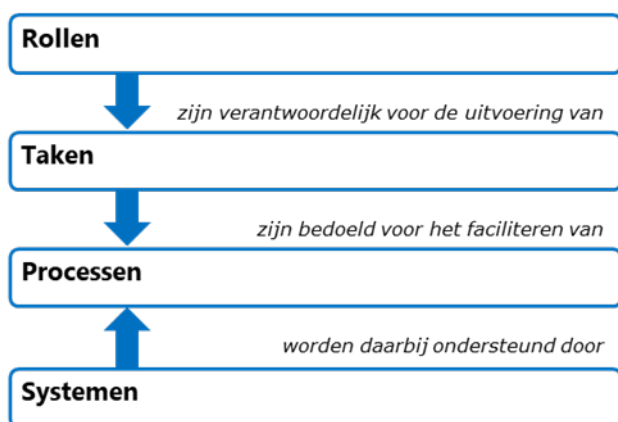 Rollen
zijn verantwoordelijk voor de uitvoering van
Taken
zijn bedoeld voor het faciliteren van
Processen
worden daarbij ondersteund door
Systemen